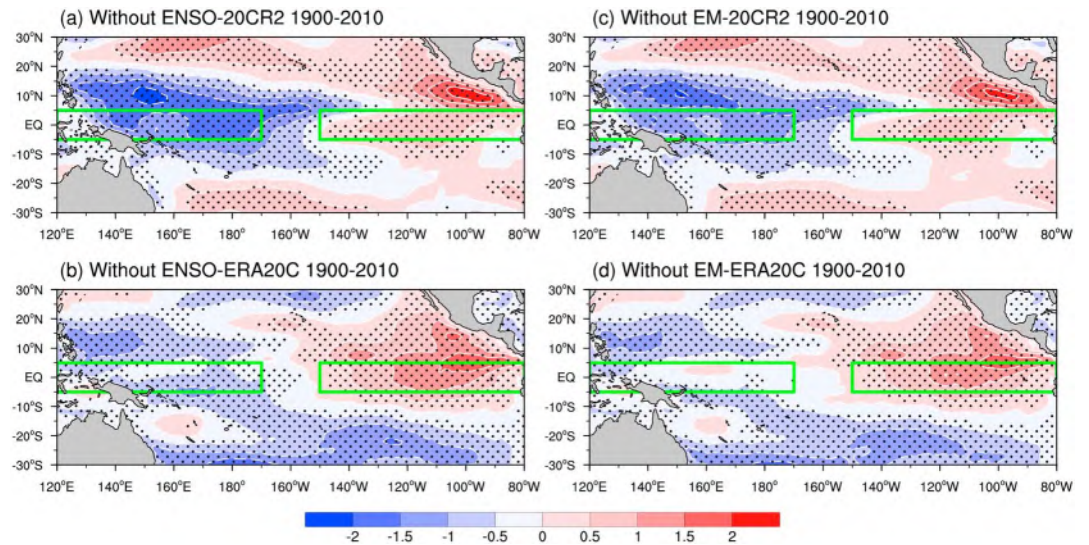 (a) Without ENSO-20CR2 1900-2010
30°N
20°N
10°N
EQ
-10°S
-20°S
-30°S
120°E 140°E 160°E 180° 160°W 140°W 120°W 100°W 80°W
(c) Without EM-20CR2 1900-2010
30°N
20°N
10°N
EQ
-10°S
-20°S
-30°S
120°E 140°E 160°E 180° 160°W 140°W 120°W 100°W 80°W
(b) Without ENSO-ERA20C 1900-2010
30°N
20°N
10°N
EQ
-10°S
-20°S
-30°S
120°E 140°E 160°E 180° 160°W 140°W 120°W 100°W 80°W
(d) Without EM-ERA20C 1900-2010
30°N
20°N
10°N
EQ
-10°S
-20°S
-30°S
120°E 140°E 160°E 180° 160°W 140°W 120°W 100°W 80°W
-2 -1.5 -1 -0.5 0 0.5 1 1.5 2